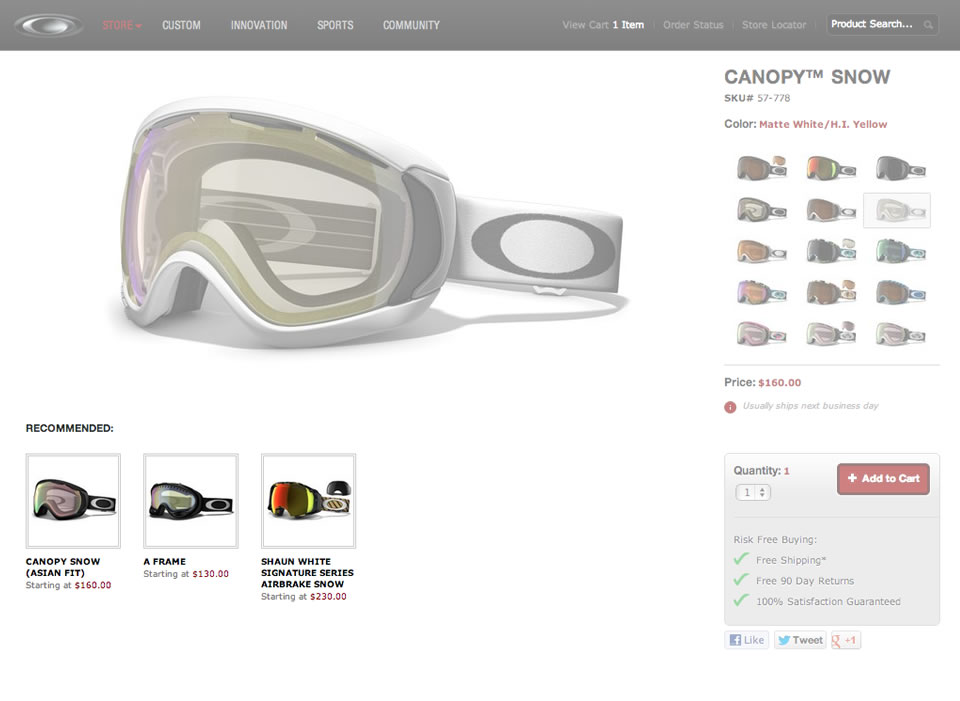 STORE CUSTOM INNOVATION SPORTS COMMUNITY View Cart 1 Item Order Status Store Locator Product Search...
CANOPY™ SNOW
SKU# 57-778
Color: Matte White/H.I. Yellow
Price: $160.00
Usually ships next business day
Quantity: 1
1
+ Add to Cart
Risk Free Buying:
Free Shipping*
Free 90 Day Returns
100% Satisfaction Guaranteed
Like Tweet +1
RECOMMENDED:
CANOPY SNOW
(ASIAN FIT)
Starting at $160.00
A FRAME
Starting at $130.00
SHAUN WHITE
SIGNATURE SERIES
AIRBRAKE SNOW
Starting at $230.00